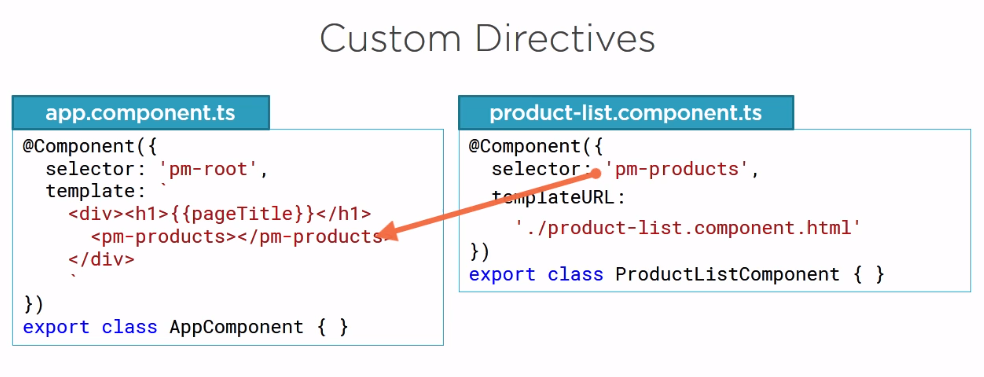 Custom Directives
app.component.ts
@Component({
selector: 'pm-root',
template: `
<div><h1>{{pageTitle}}</h1>
<pm-products></pm-products>
</div>
`
})
export class AppComponent { }
product-list.component.ts
@Component({
selector: 'pm-products',
templateURL:
'./product-list.component.html'
})
export class ProductListComponent { }